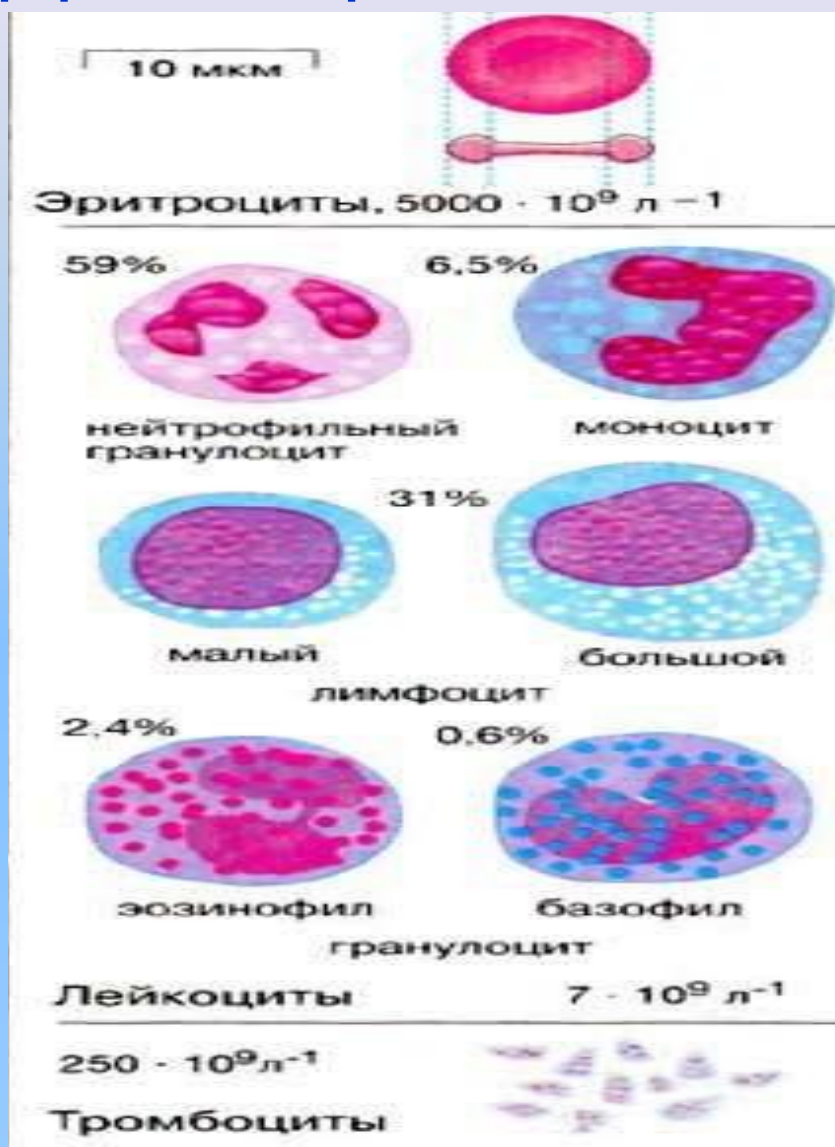 10 мкм
Эритроциты, 5000 · 10⁹ л –1
59%
6,5%
нейтрофильный
гранулоцит
моноцит
31%
малый
большой
лимфоцит
2,4%
0,6%
эозинофил
базофил
гранулоцит
Лейкоциты
7 · 10⁹ л⁻¹
250 · 10⁹л⁻¹
Тромбоциты